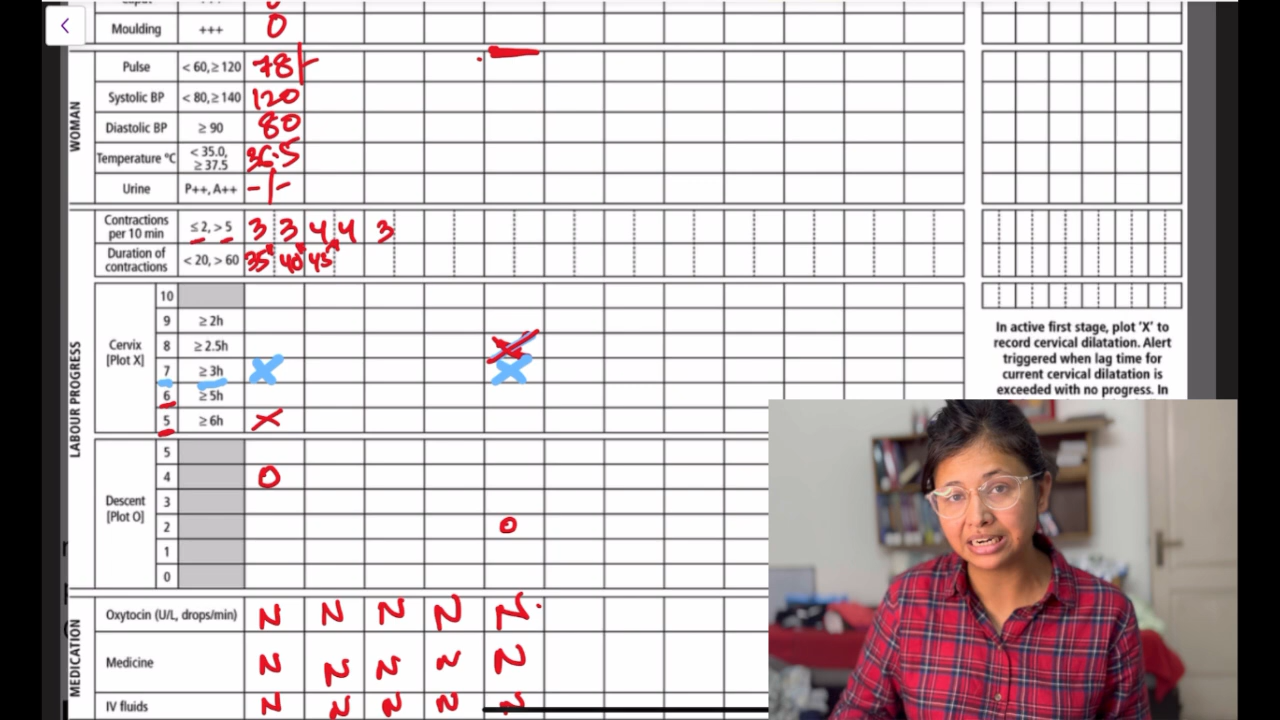 Moulding +++ 0
WOMAN
Pulse < 60, ≥ 120 78
Systolic BP < 80, ≥ 140 120
Diastolic BP ≥ 90 80
Temperature °C < 35.0, ≥ 37.5 36.5
Urine P++, A++ - / -
Contractions per 10 min ≤ 2, > 5 3 3 4 4 3
Duration of contractions < 20, > 60 35 40 45
LABOUR PROGRESS
Cervix [Plot X]
10
9 ≥ 2h
8 ≥ 2.5h X
7 ≥ 3h X X
6 ≥ 5h
5 ≥ 6h X
In active first stage, plot 'X' to
record cervical dilatation. Alert
triggered when lag time for
current cervical dilatation is
exceeded with no progress. In
Descent [Plot O]
5
4 O
3
2 O
1
0
MEDICATION
Oxytocin (U/L, drops/min) N N N N N
Medicine N N N N N
IV fluids N N N N N